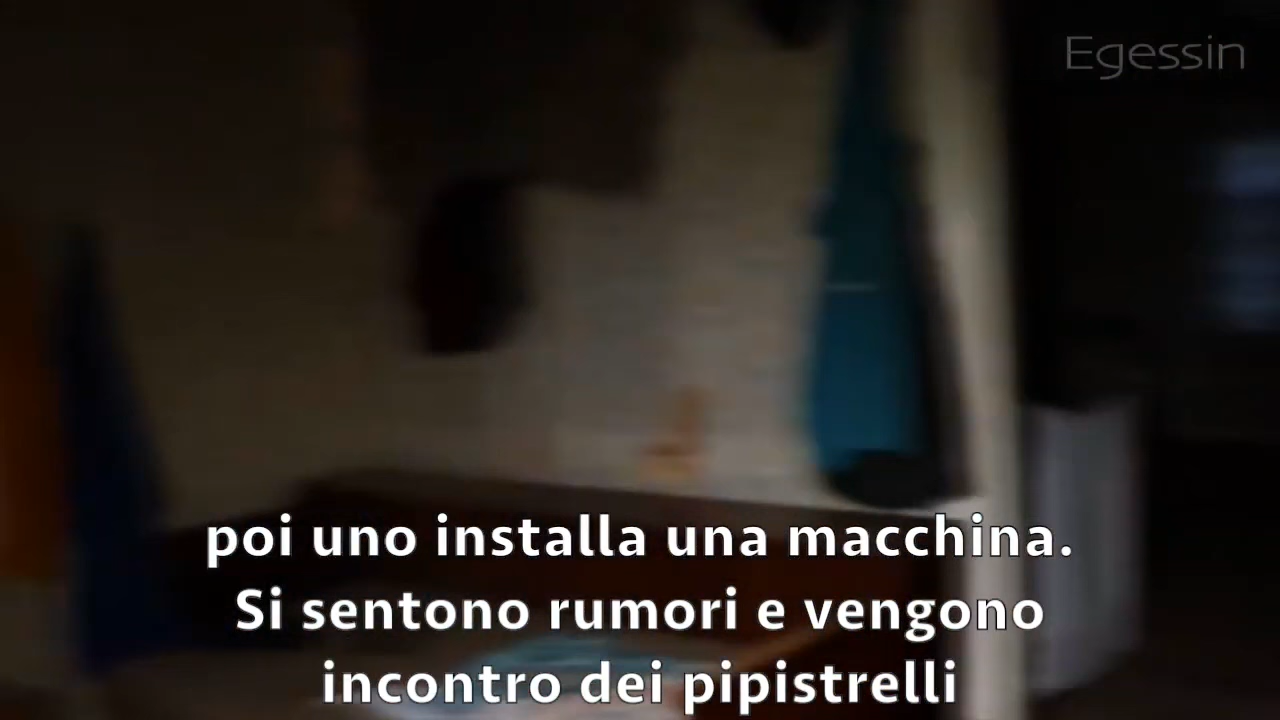 Egessin
poi uno installa una macchina.
Si sentono rumori e vengono
incontro dei pipistrelli